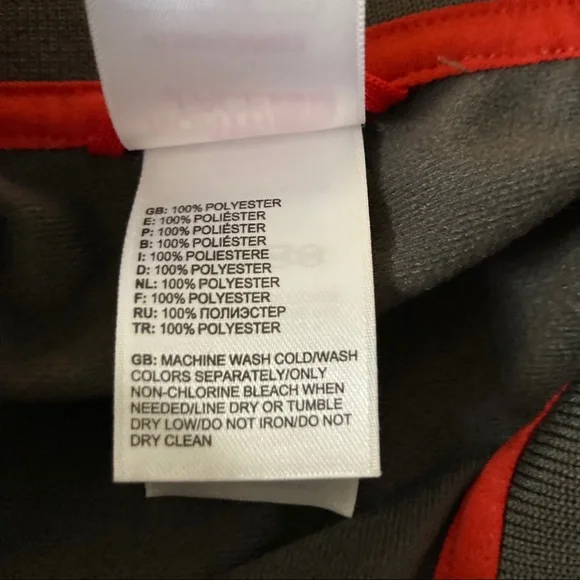 GB: 100% POLYESTER
E: 100% POLIÉSTER
P: 100% POLIÉSTER
B: 100% POLIÉSTER
I: 100% POLIESTERE
D: 100% POLYESTER
NL: 100% POLYESTER
F: 100% POLYESTER
RU: 100% ПОЛИЭСТЕР
TR: 100% POLYESTER
GB: MACHINE WASH COLD/WASH
COLORS SEPARATELY/ONLY
NON-CHLORINE BLEACH WHEN
NEEDED/LINE DRY OR TUMBLE
DRY LOW/DO NOT IRON/DO NOT
DRY CLEAN